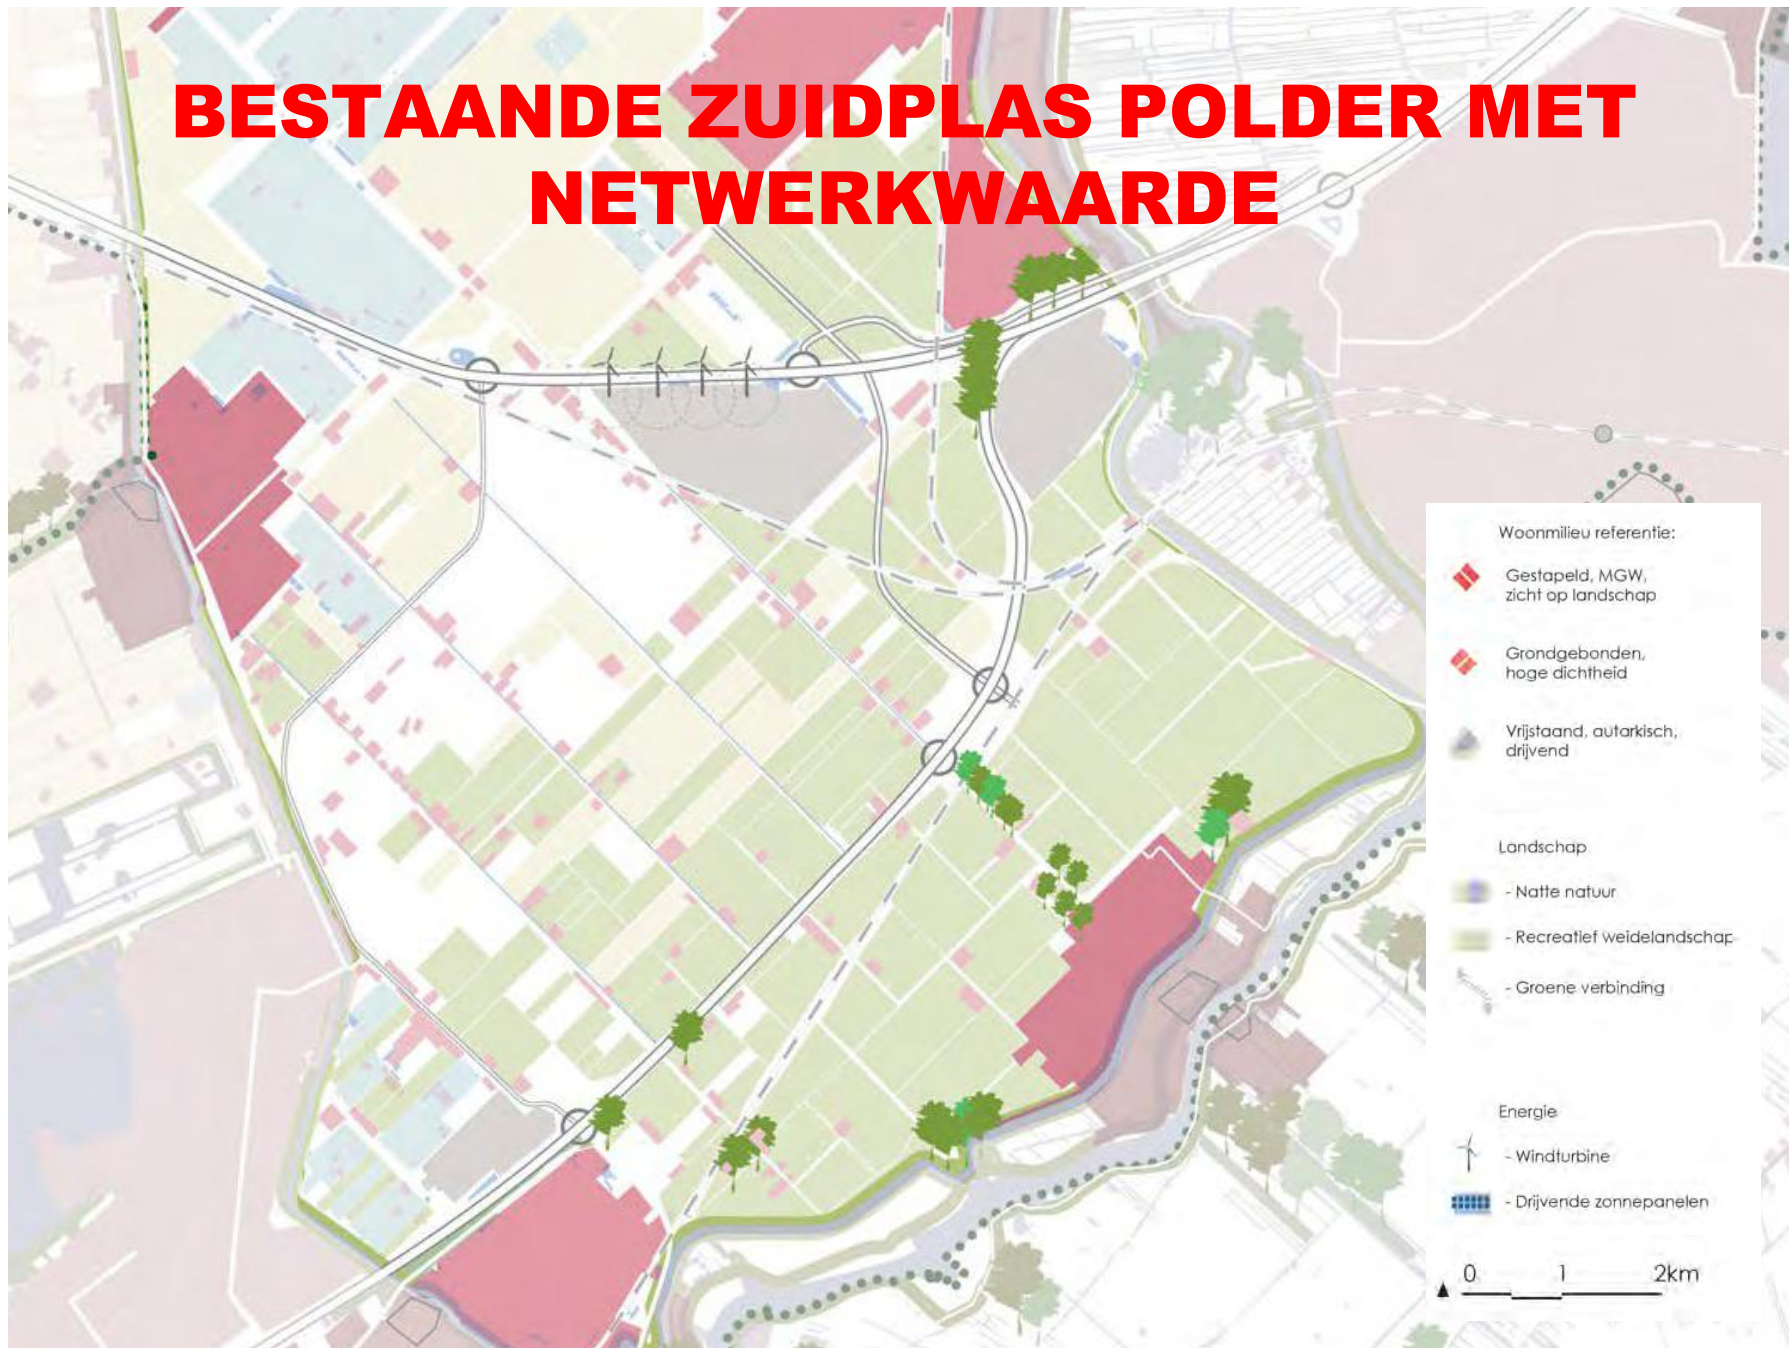 BESTAANDE ZUIDPLAS POLDER MET
NETWERKWAARDE
Woonmilieu referentie:
Gestapeld, MGW,
zicht op landschap
Grondgebonden,
hoge dichtheid
Vrijstaand, autarkisch,
drijvend
Landschap
- Natte natuur
- Recreatief weidelandschap
- Groene verbinding
Energie
- Windturbine
- Drijvende zonnepanelen
0 1 2km